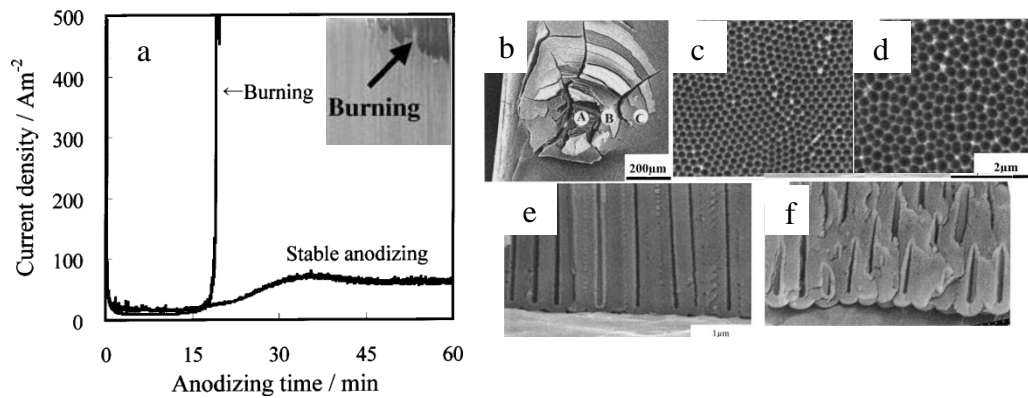 Current density / Am-2
500
400
300
200
100
0
a
←Burning
Burning
Stable anodizing
0
15
30
45
60
Anodizing time / min
b
A
B
C
200μm
c
d
2μm
e
1μm
f